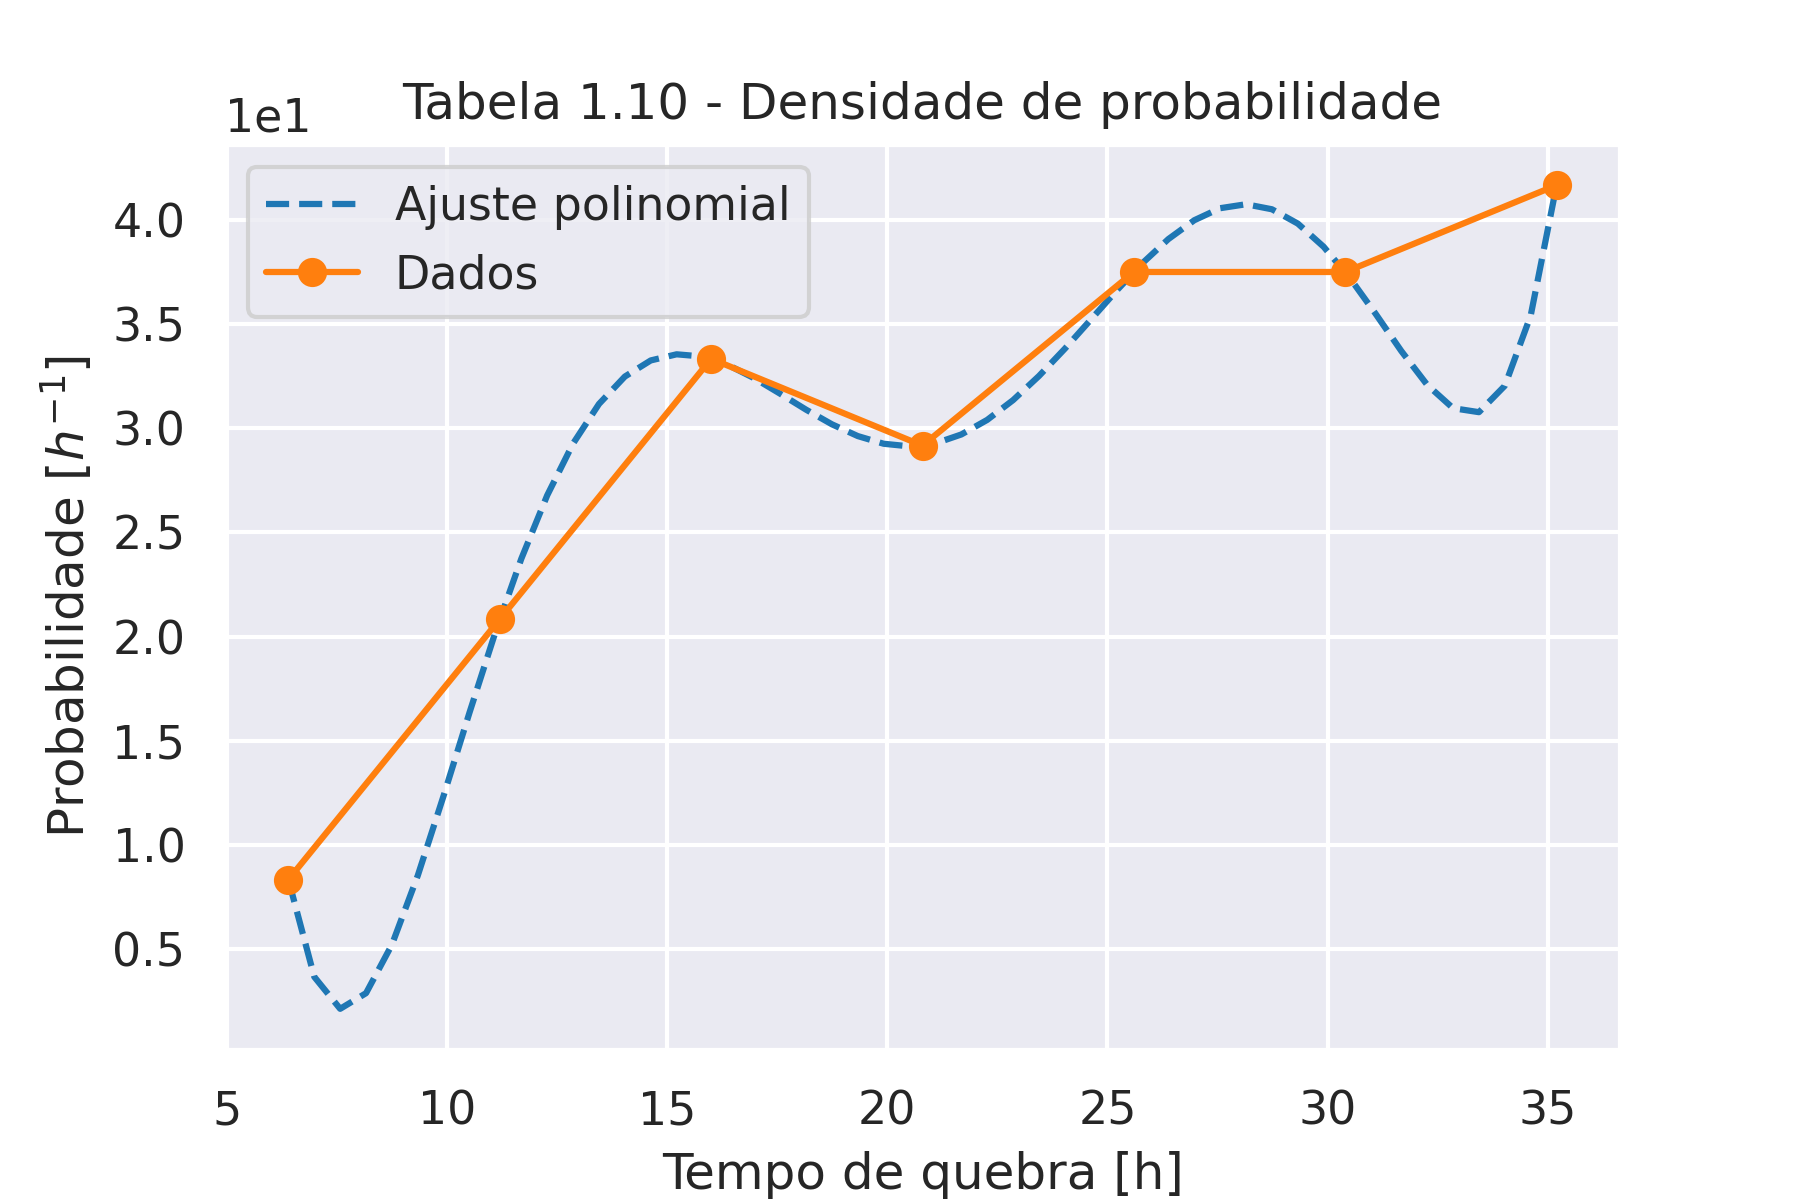 Tabela 1.10 - Densidade de probabilidade
1e1
Ajuste polinomial
Dados
4.0
3.5
3.0
2.5
2.0
1.5
1.0
0.5
Probabilidade [h⁻¹]
5 10 15 20 25 30 35
Tempo de quebra [h]